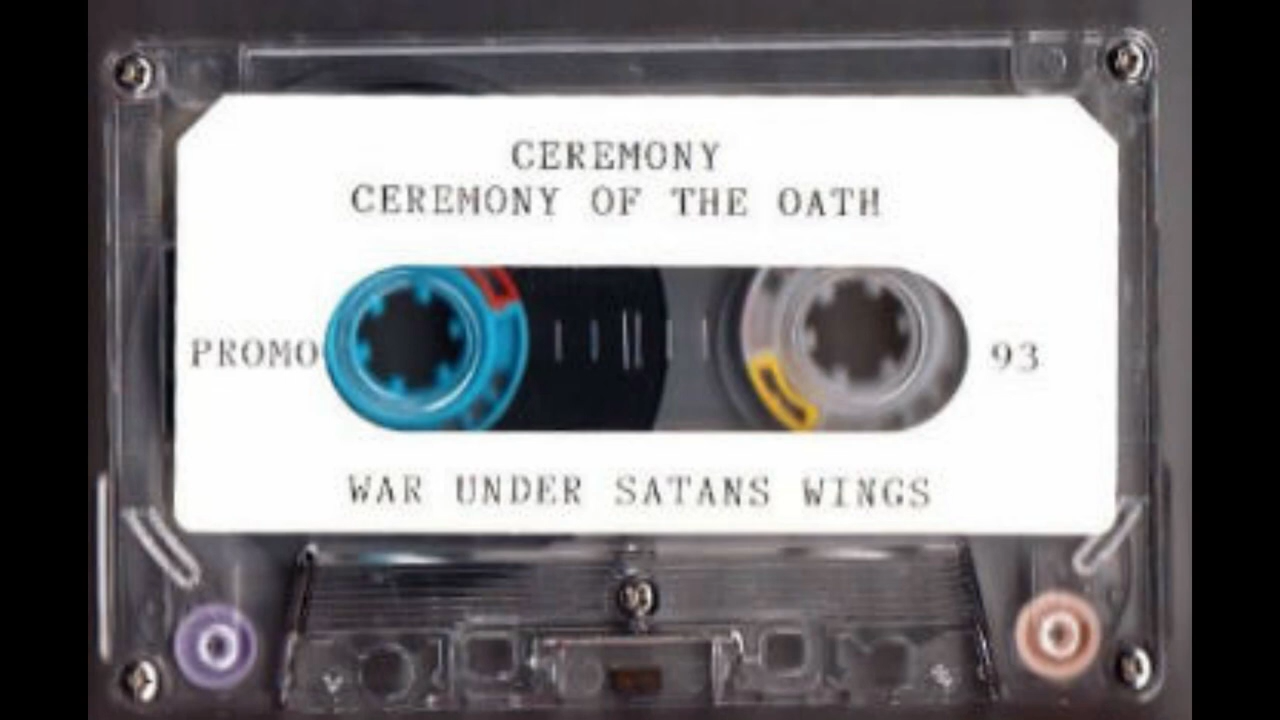 CEREMONY
CEREMONY OF THE OATH
PROMO 93
WAR UNDER SATANS WINGS